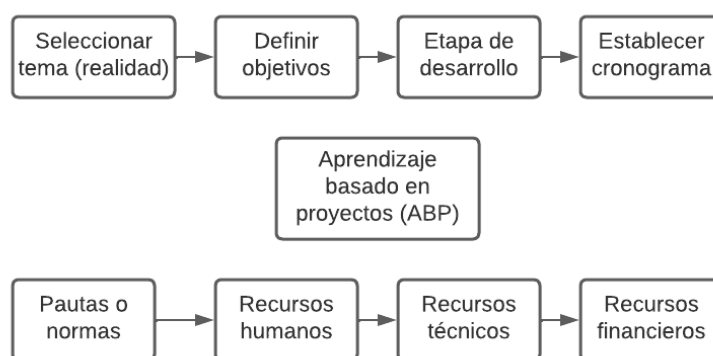 Seleccionar
tema (realidad)
Definir
objetivos
Etapa de
desarrollo
Establecer
cronograma
Aprendizaje
basado en
proyectos (ABP)
Pautas o
normas
Recursos
humanos
Recursos
técnicos
Recursos
financieros